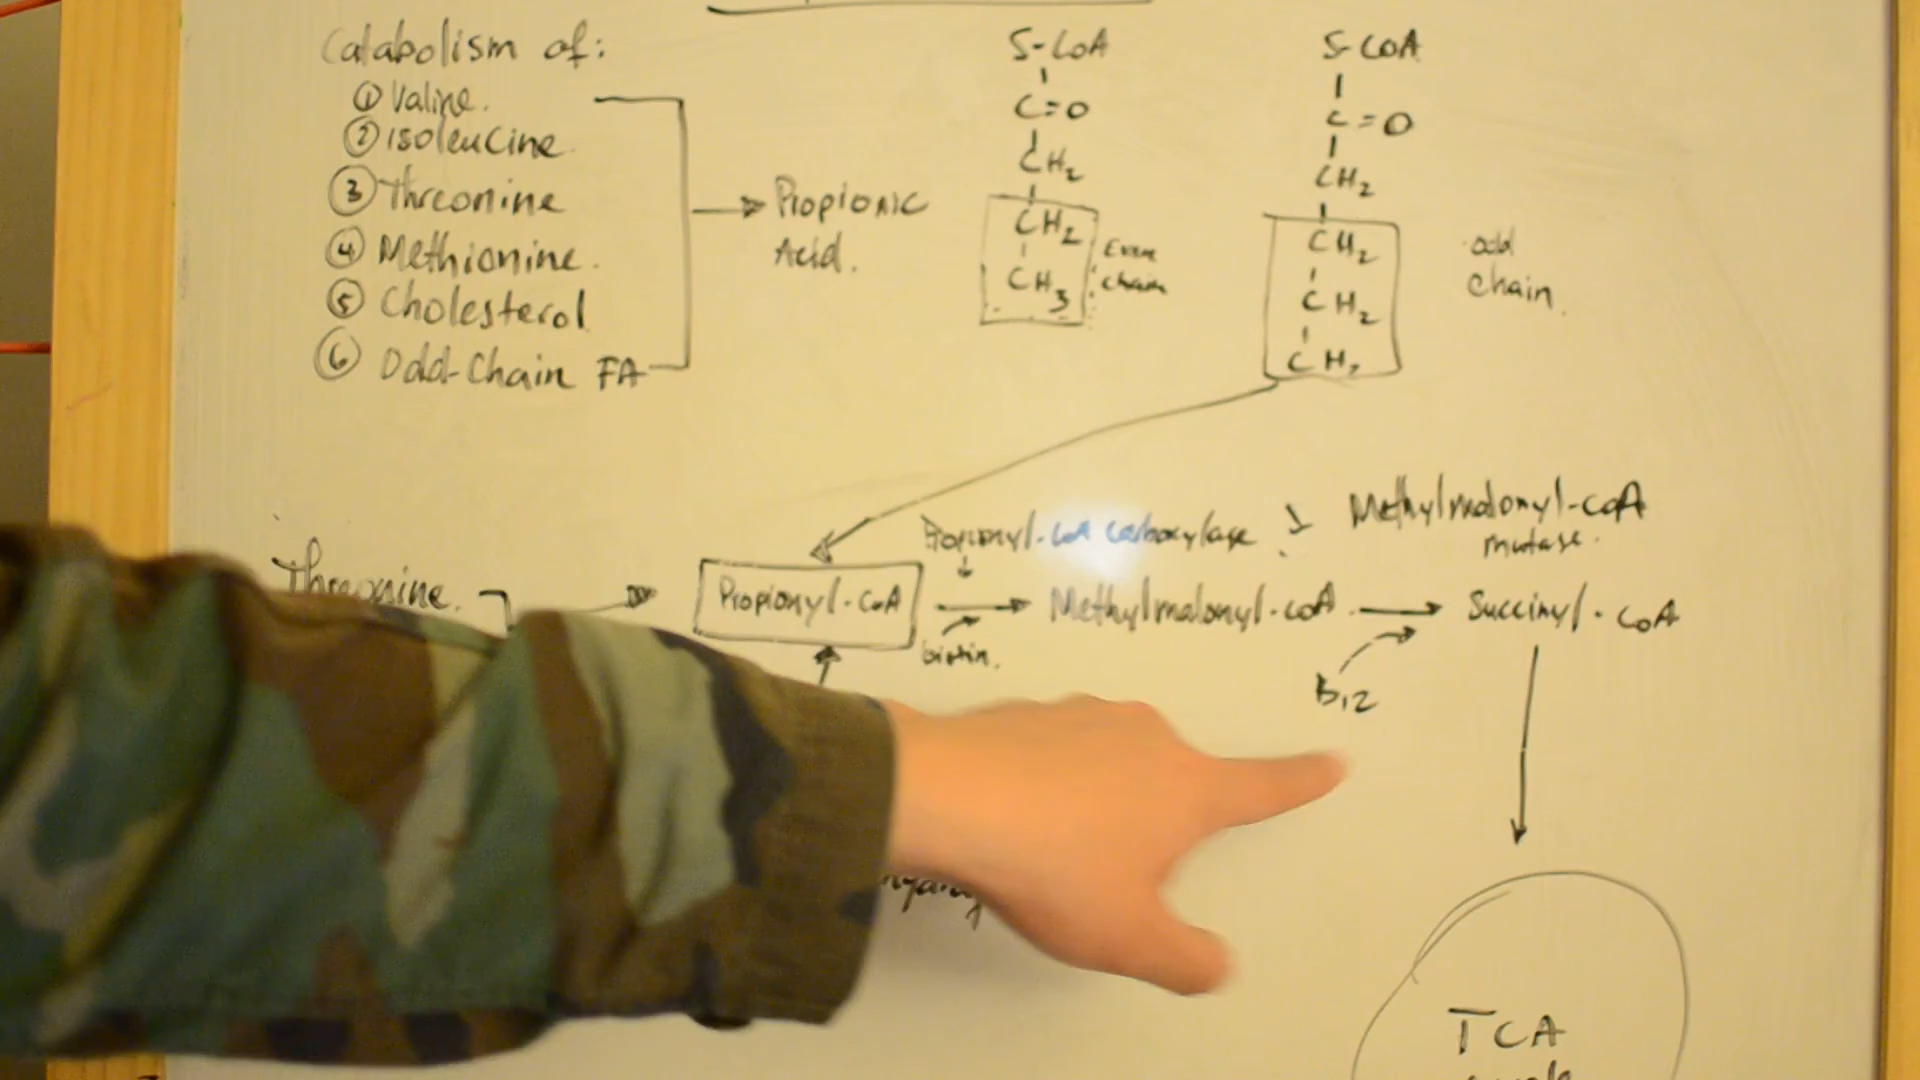 Catabolism of:
① Valine.
② isoleucine.
③ Threonine
④ Methionine.
⑤ Cholesterol
⑥ Odd-Chain FA
Propionic
Acid.
S-CoA
C=O
CH2
CH2
CH3
Even
chain
S-COA
C=O
CH2
CH2
CH2
odd
chain.
Threonine.
Propionyl-CoA
Propionyl-CoA carboxylase
biotin.
Methylmalonyl-coA
Methylmalonyl-coA
mutase.
B12
Succinyl-CoA
TCA